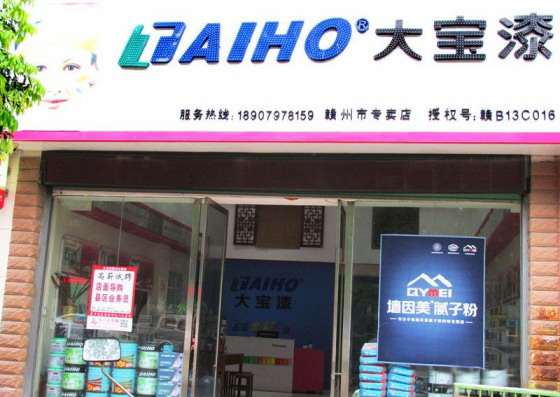 BAIHO® 大宝漆
服务热线: 18907978159 赣州市专卖店 授权号: 赣B13C016
BAIHO
大宝漆
高薪诚聘
店面导购
县区业务员
QYMEI
墙因美®腻子粉